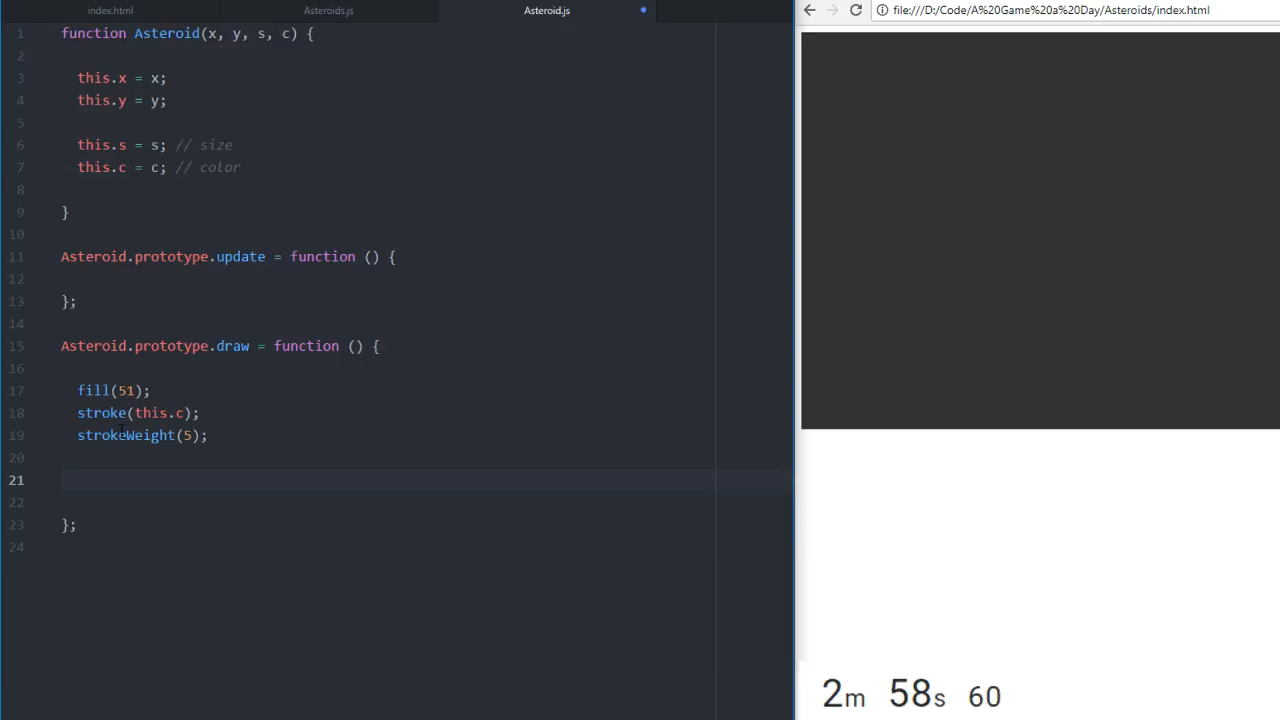 index.html
Asteroids.js
Asteroid.js
file:///D:/Code/A%20Game%20a%20Day/Asteroids/index.html
1 function Asteroid(x, y, s, c) {
2
3 this.x = x;
4 this.y = y;
5
6 this.s = s; // size
7 this.c = c; // color
8
9 }
10
11 Asteroid.prototype.update = function () {
12
13 };
14
15 Asteroid.prototype.draw = function () {
16
17 fill(51);
18 stroke(this.c);
19 strokeWeight(5);
20
21
22
23 };
24
2m 58s 60